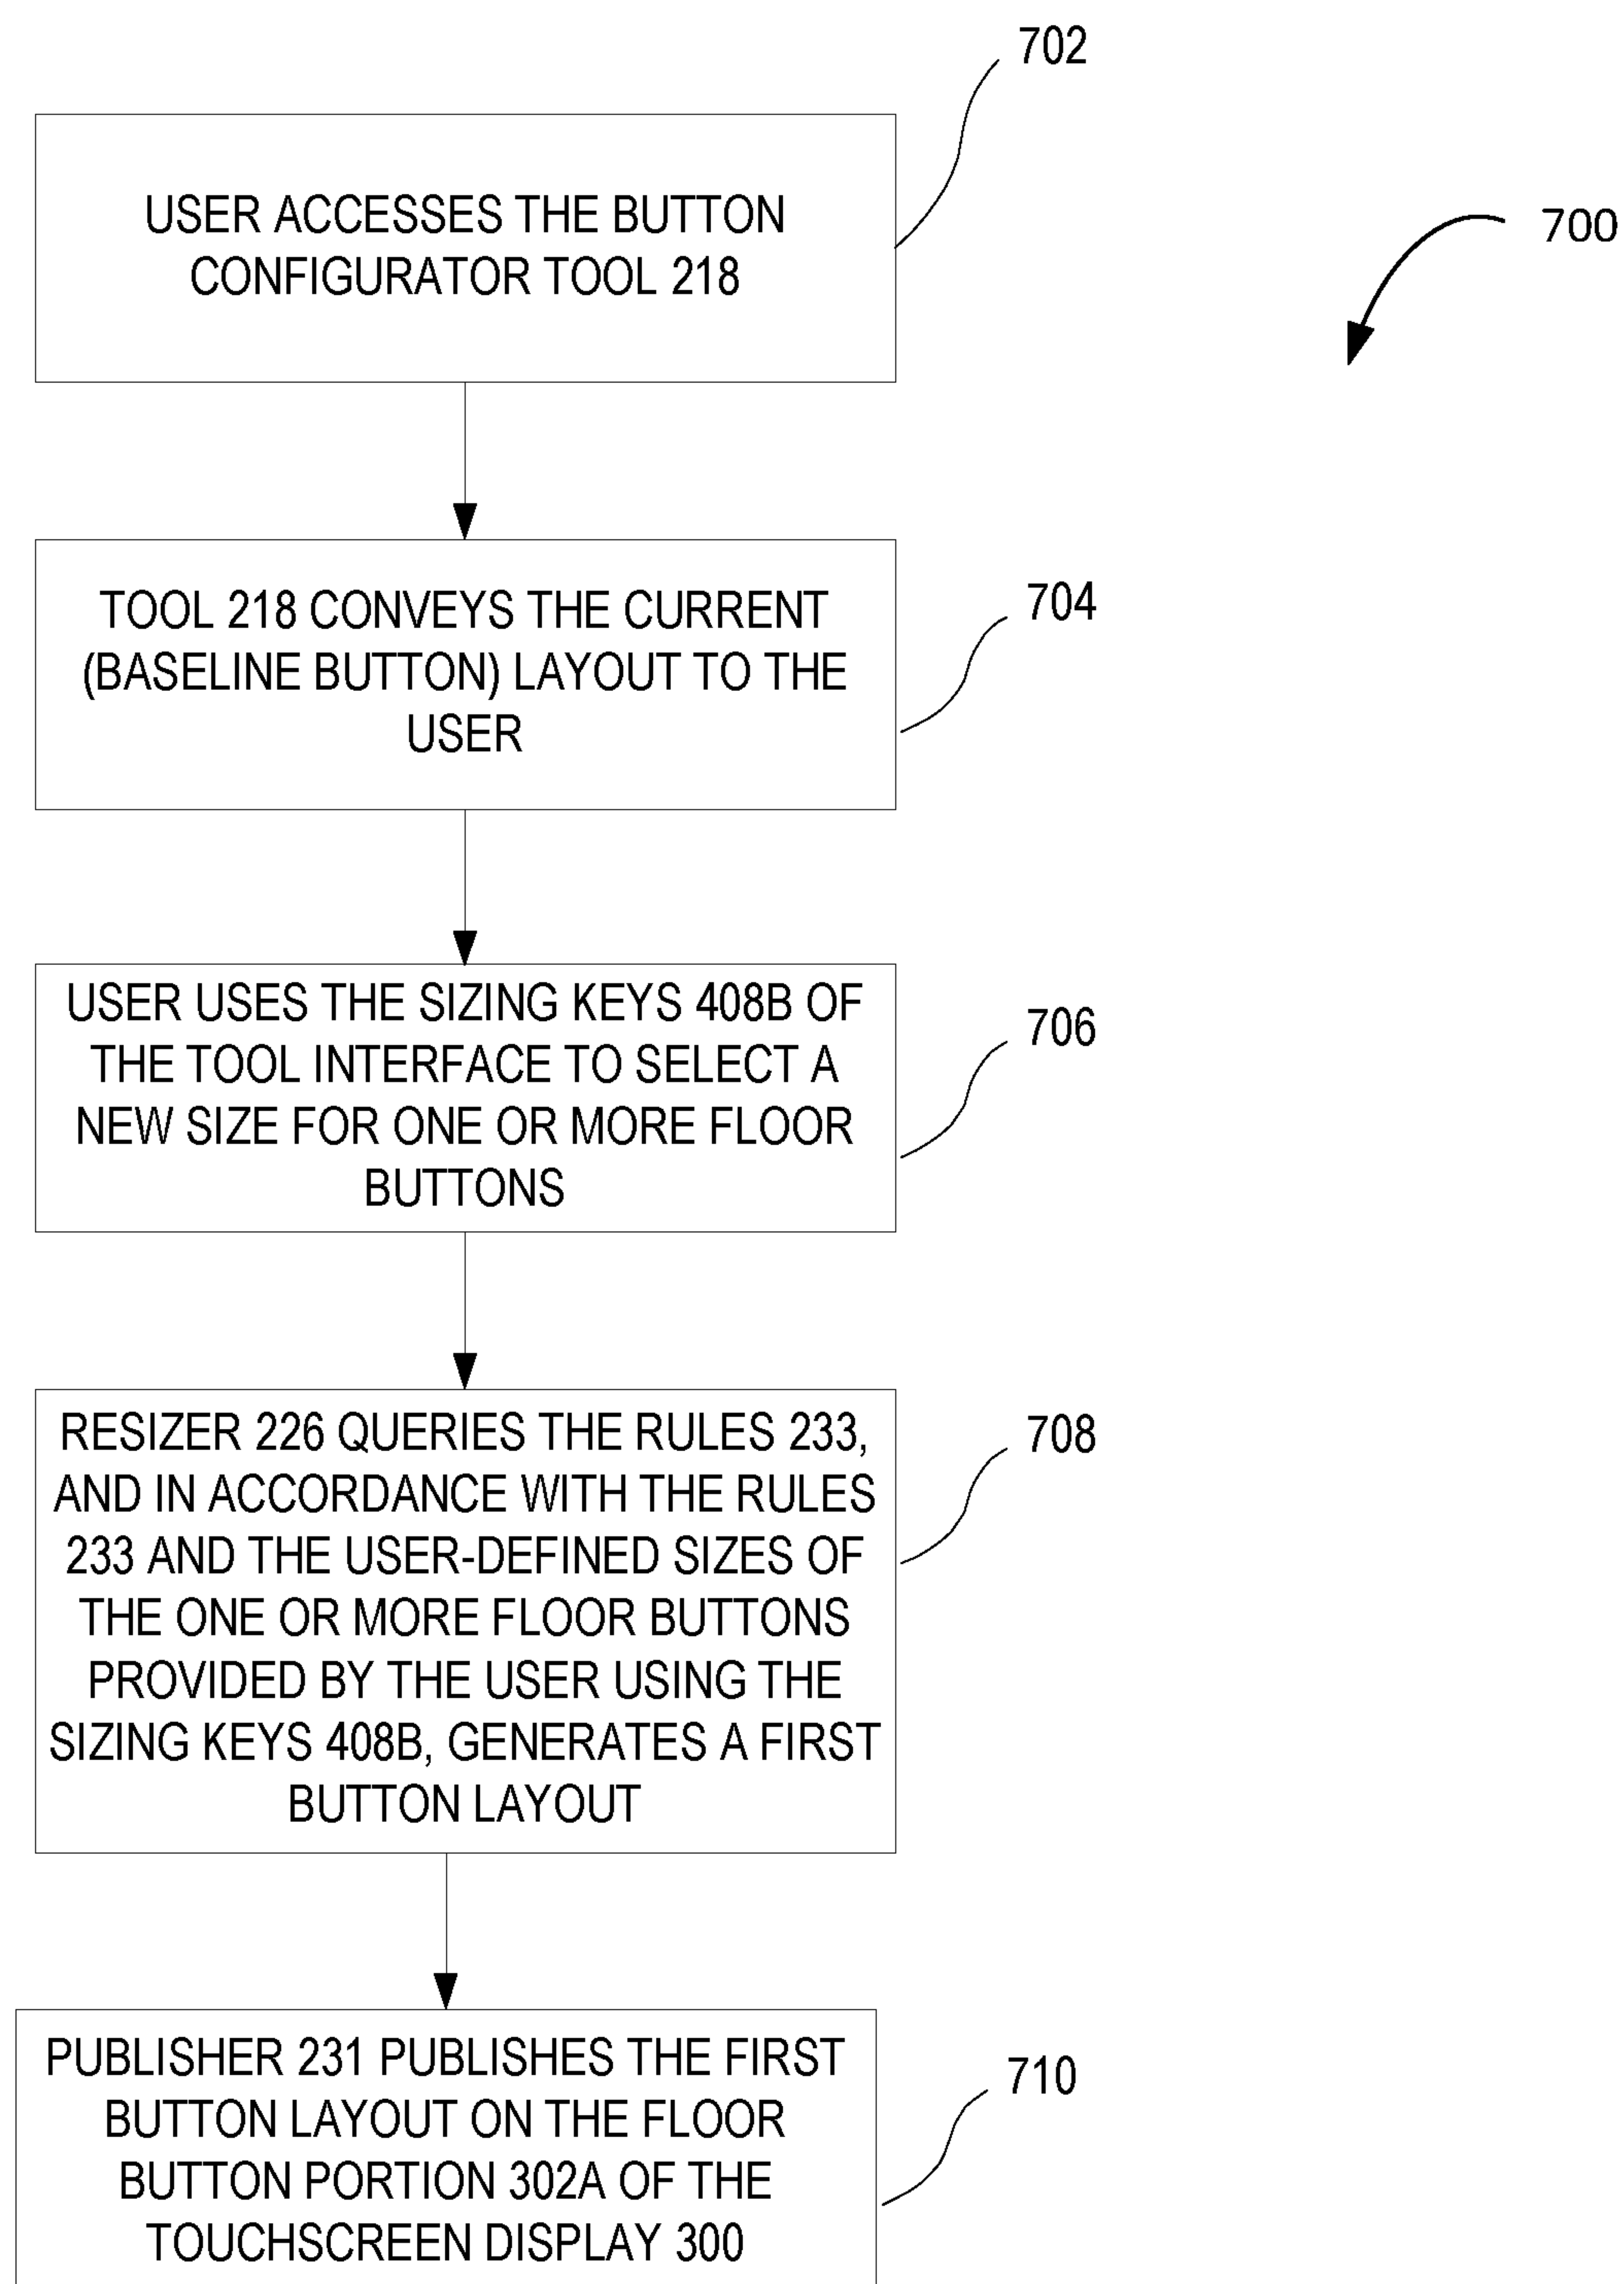 702
700
USER ACCESSES THE BUTTON
CONFIGURATOR TOOL 218
704
TOOL 218 CONVEYS THE CURRENT
(BASELINE BUTTON) LAYOUT TO THE
USER
706
USER USES THE SIZING KEYS 408B OF
THE TOOL INTERFACE TO SELECT A
NEW SIZE FOR ONE OR MORE FLOOR
BUTTONS
708
RESIZER 226 QUERIES THE RULES 233,
AND IN ACCORDANCE WITH THE RULES
233 AND THE USER-DEFINED SIZES OF
THE ONE OR MORE FLOOR BUTTONS
PROVIDED BY THE USER USING THE
SIZING KEYS 408B, GENERATES A FIRST
BUTTON LAYOUT
710
PUBLISHER 231 PUBLISHES THE FIRST
BUTTON LAYOUT ON THE FLOOR
BUTTON PORTION 302A OF THE
TOUCHSCREEN DISPLAY 300